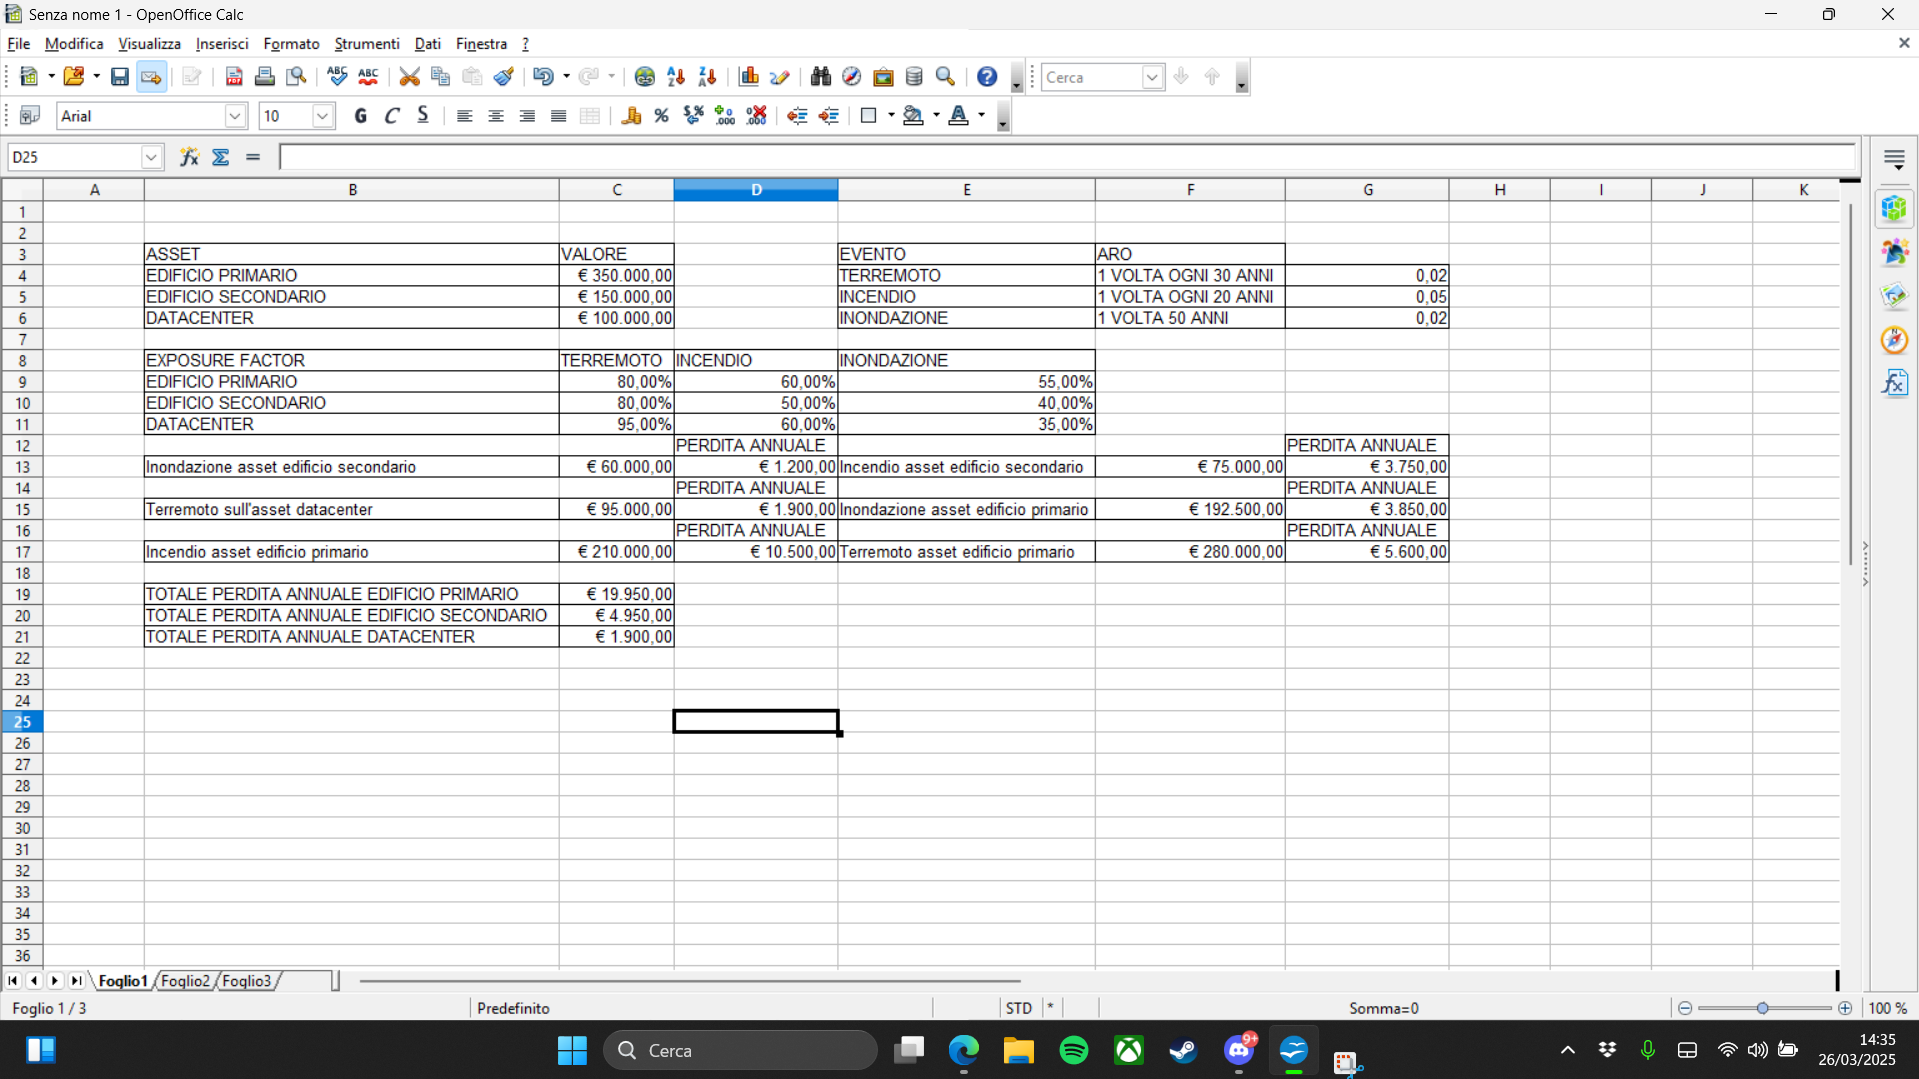 Senza nome 1 - OpenOffice Calc
File Modifica Visualizza Inserisci Formato Strumenti Dati Finestra ?
Cerca
Arial 10 G C S
D25
A B C D E F G H I J K
1
2
3 ASSET VALORE EVENTO ARO
4 EDIFICIO PRIMARIO € 350.000,00 TERREMOTO 1 VOLTA OGNI 30 ANNI 0,02
5 EDIFICIO SECONDARIO € 150.000,00 INCENDIO 1 VOLTA OGNI 20 ANNI 0,05
6 DATACENTER € 100.000,00 INONDAZIONE 1 VOLTA 50 ANNI 0,02
7
8 EXPOSURE FACTOR TERREMOTO INCENDIO INONDAZIONE
9 EDIFICIO PRIMARIO 80,00% 60,00% 55,00%
10 EDIFICIO SECONDARIO 80,00% 50,00% 40,00%
11 DATACENTER 95,00% 60,00% 35,00%
12 PERDITA ANNUALE PERDITA ANNUALE
13 Inondazione asset edificio secondario € 60.000,00 € 1.200,00 Incendio asset edificio secondario € 75.000,00 € 3.750,00
14 PERDITA ANNUALE PERDITA ANNUALE
15 Terremoto sull'asset datacenter € 95.000,00 € 1.900,00 Inondazione asset edificio primario € 192.500,00 € 3.850,00
16 PERDITA ANNUALE PERDITA ANNUALE
17 Incendio asset edificio primario € 210.000,00 € 10.500,00 Terremoto asset edificio primario € 280.000,00 € 5.600,00
18
19 TOTALE PERDITA ANNUALE EDIFICIO PRIMARIO € 19.950,00
20 TOTALE PERDITA ANNUALE EDIFICIO SECONDARIO € 4.950,00
21 TOTALE PERDITA ANNUALE DATACENTER € 1.900,00
22
23
24
25
26
27
28
29
30
31
32
33
34
35
36
Foglio1 Foglio2 Foglio3
Foglio 1 / 3 Predefinito STD * Somma=0 100 %
Cerca 9+ 14:35
26/03/2025